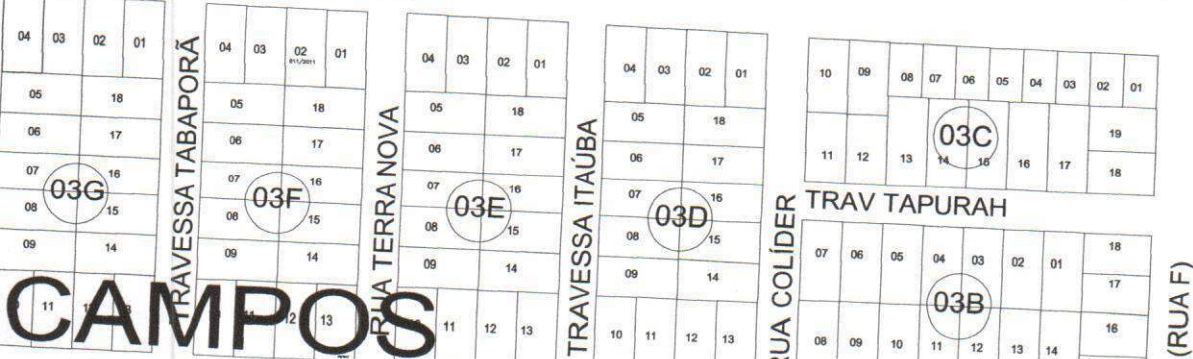 04 03 02 01
05 18
06 17
07 16
03G
08 15
09 14
11
TRAVESSA TABAPORÃ
04 03 02 01
011/2011
05 18
06 17
07 16
03F
08 15
09 14
12 13
RUA TERRA NOVA
04 03 02 01
05 18
06 17
07 16
03E
08 15
09 14
11 12 13
TRAVESSA ITAÚBA
04 03 02 01
05 18
06 17
07 16
03D
08 15
09 14
10 11 12 13
RUA COLÍDER
10 09 08 07 06 05 04 03 02 01
03C
19
11 12 13 14 15 16 17 18
TRAV TAPURAH
07 06 05 04 03 02 01 18
17
03B
16
08 09 10 11 12 13 14
(RUA F)
CAMPOS